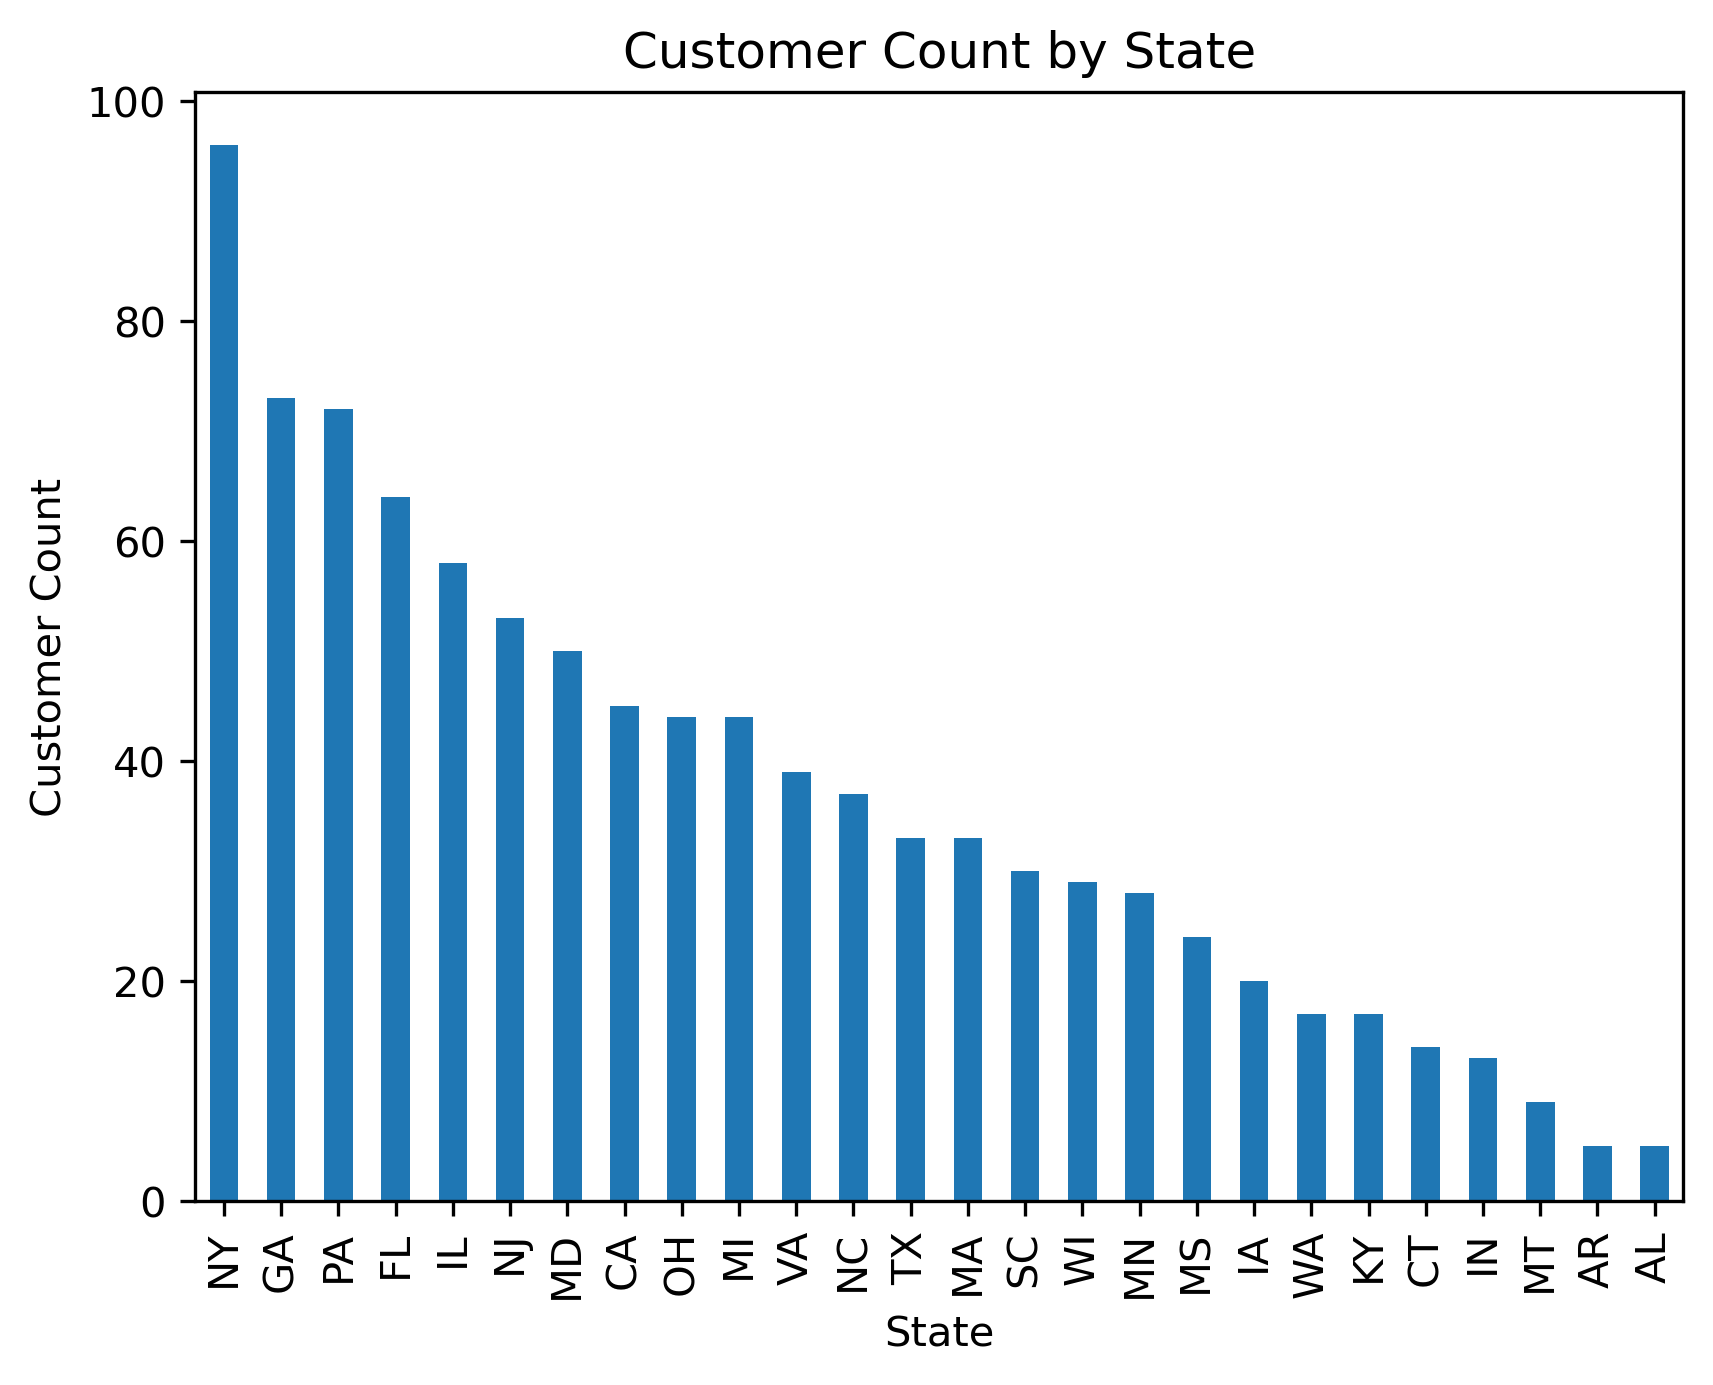 Customer Count by State
Customer Count
100
80
60
40
20
0
NY GA PA FL IL NJ MD CA OH MI VA NC TX MA SC WI MN MS IA WA KY CT IN MT AR AL
State